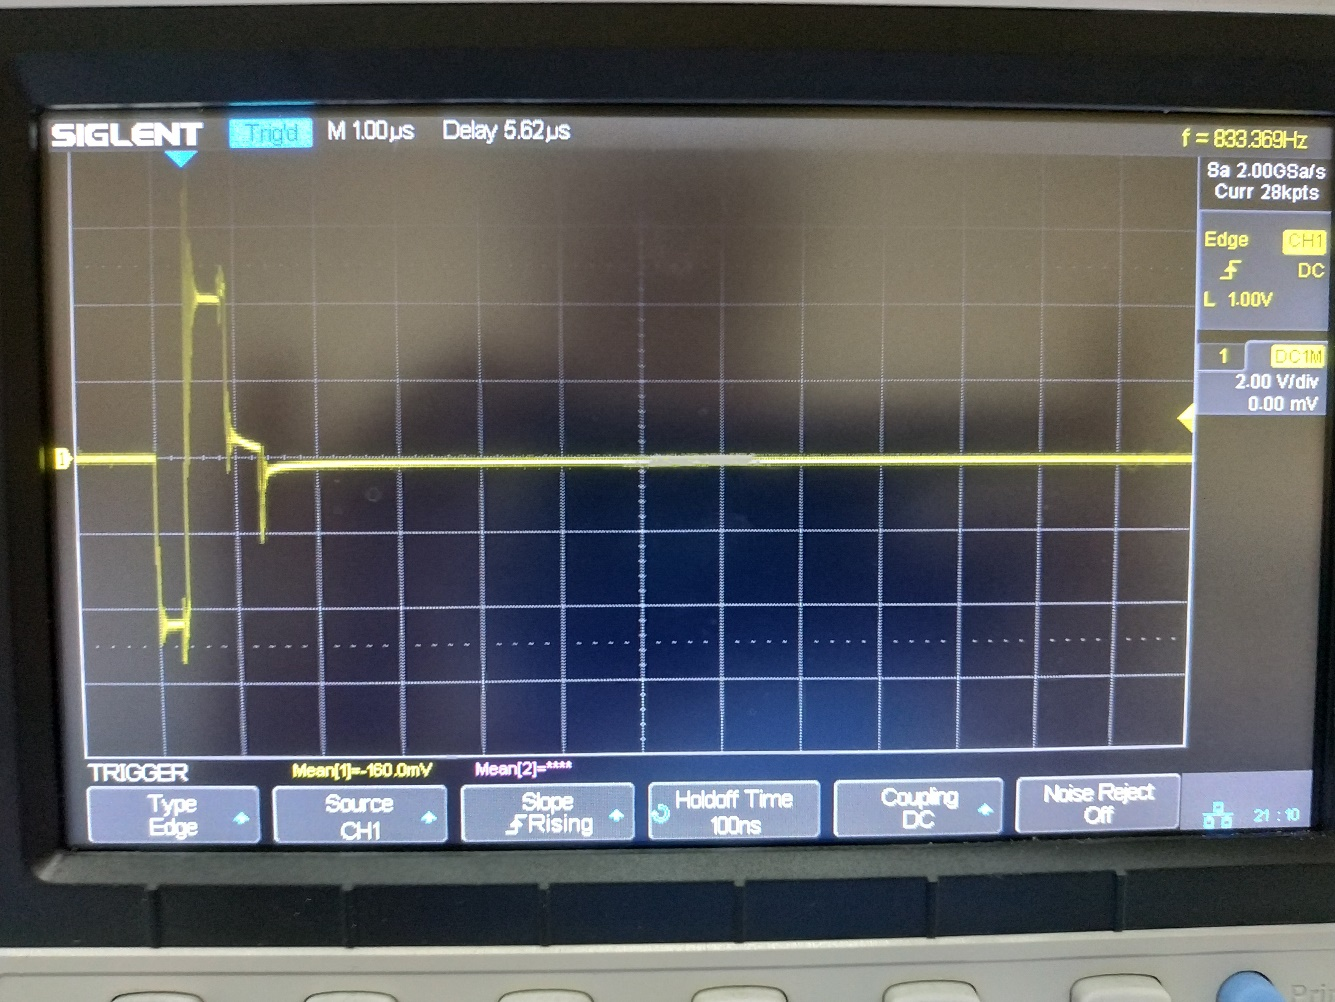 SIGLENT Trig'd M 1.00µs Delay 5.62µs f = 833.369Hz
Sa 2.00GSa/s
Curr 28kpts
Edge CH1
DC
L 1.00V
1 DC1M
2.00 V/div
0.00 mV
1
TRIGGER Mean[1]=-160.0mV Mean[2]=****
Type
Edge
Source
CH1
Slope
Rising
Holdoff Time
100ns
Coupling
DC
Noise Reject
Off
21 : 10